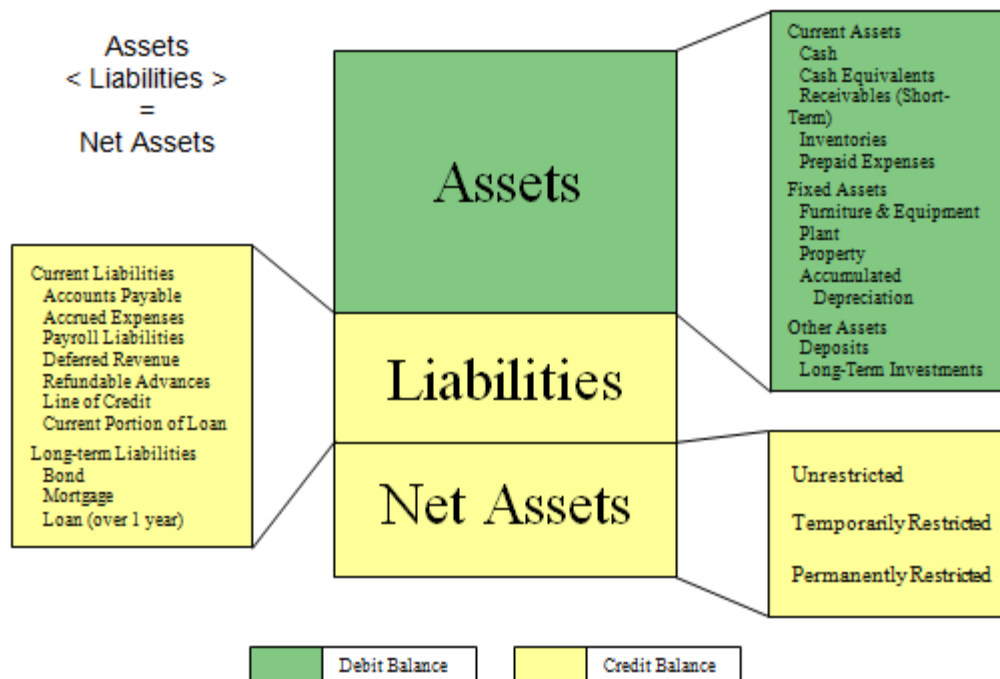 Assets
< Liabilities >
=
Net Assets
Assets
Liabilities
Net Assets
Current Assets
Cash
Cash Equivalents
Receivables (Short-
Term)
Inventories
Prepaid Expenses
Fixed Assets
Furniture & Equipment
Plant
Property
Accumulated
Depreciation
Other Assets
Deposits
Long-Term Investments
Current Liabilities
Accounts Payable
Accrued Expenses
Payroll Liabilities
Deferred Revenue
Refundable Advances
Line of Credit
Current Portion of Loan
Long-term Liabilities
Bond
Mortgage
Loan (over 1 year)
Unrestricted
Temporarily Restricted
Permanently Restricted
Debit Balance
Credit Balance